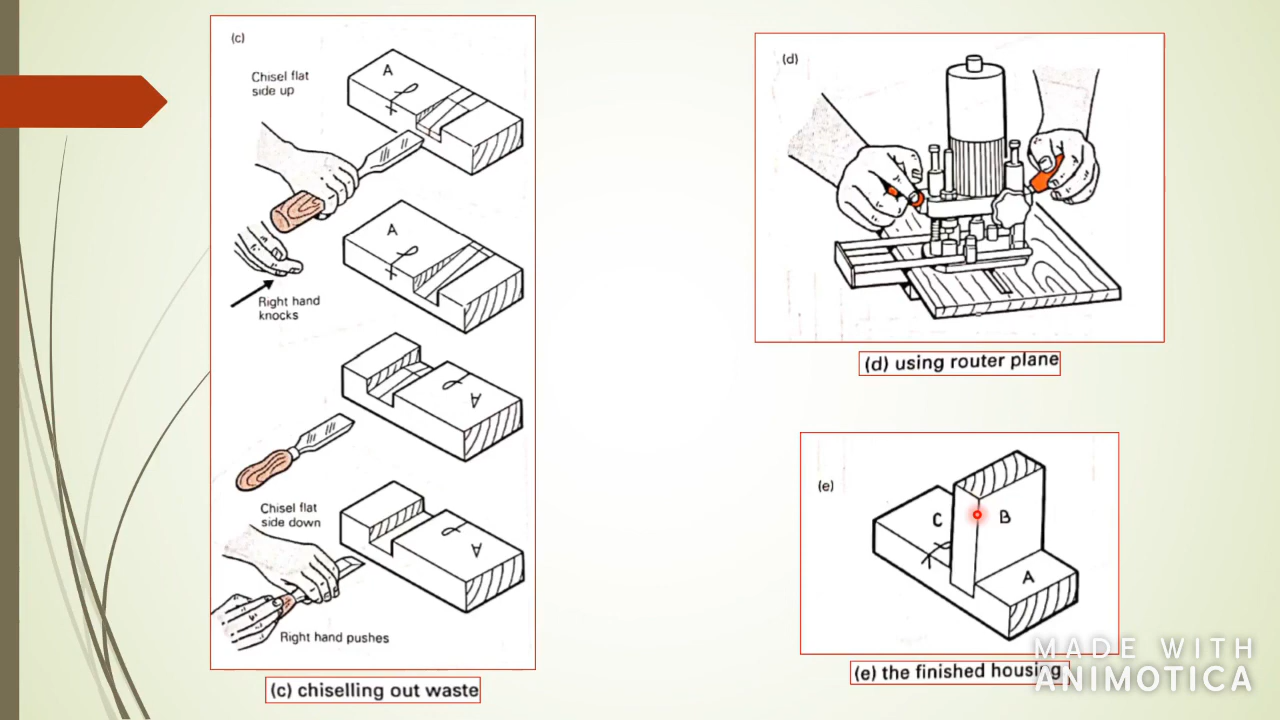 (c)
Chisel flat
side up
A
A
Right hand
knocks
A
Chisel flat
side down
A
Right hand pushes
(c) chiselling out waste
(d)
(d) using router plane
(e)
C
B
A
(e) the finished housing
MADE WITH
ANIMOTICA